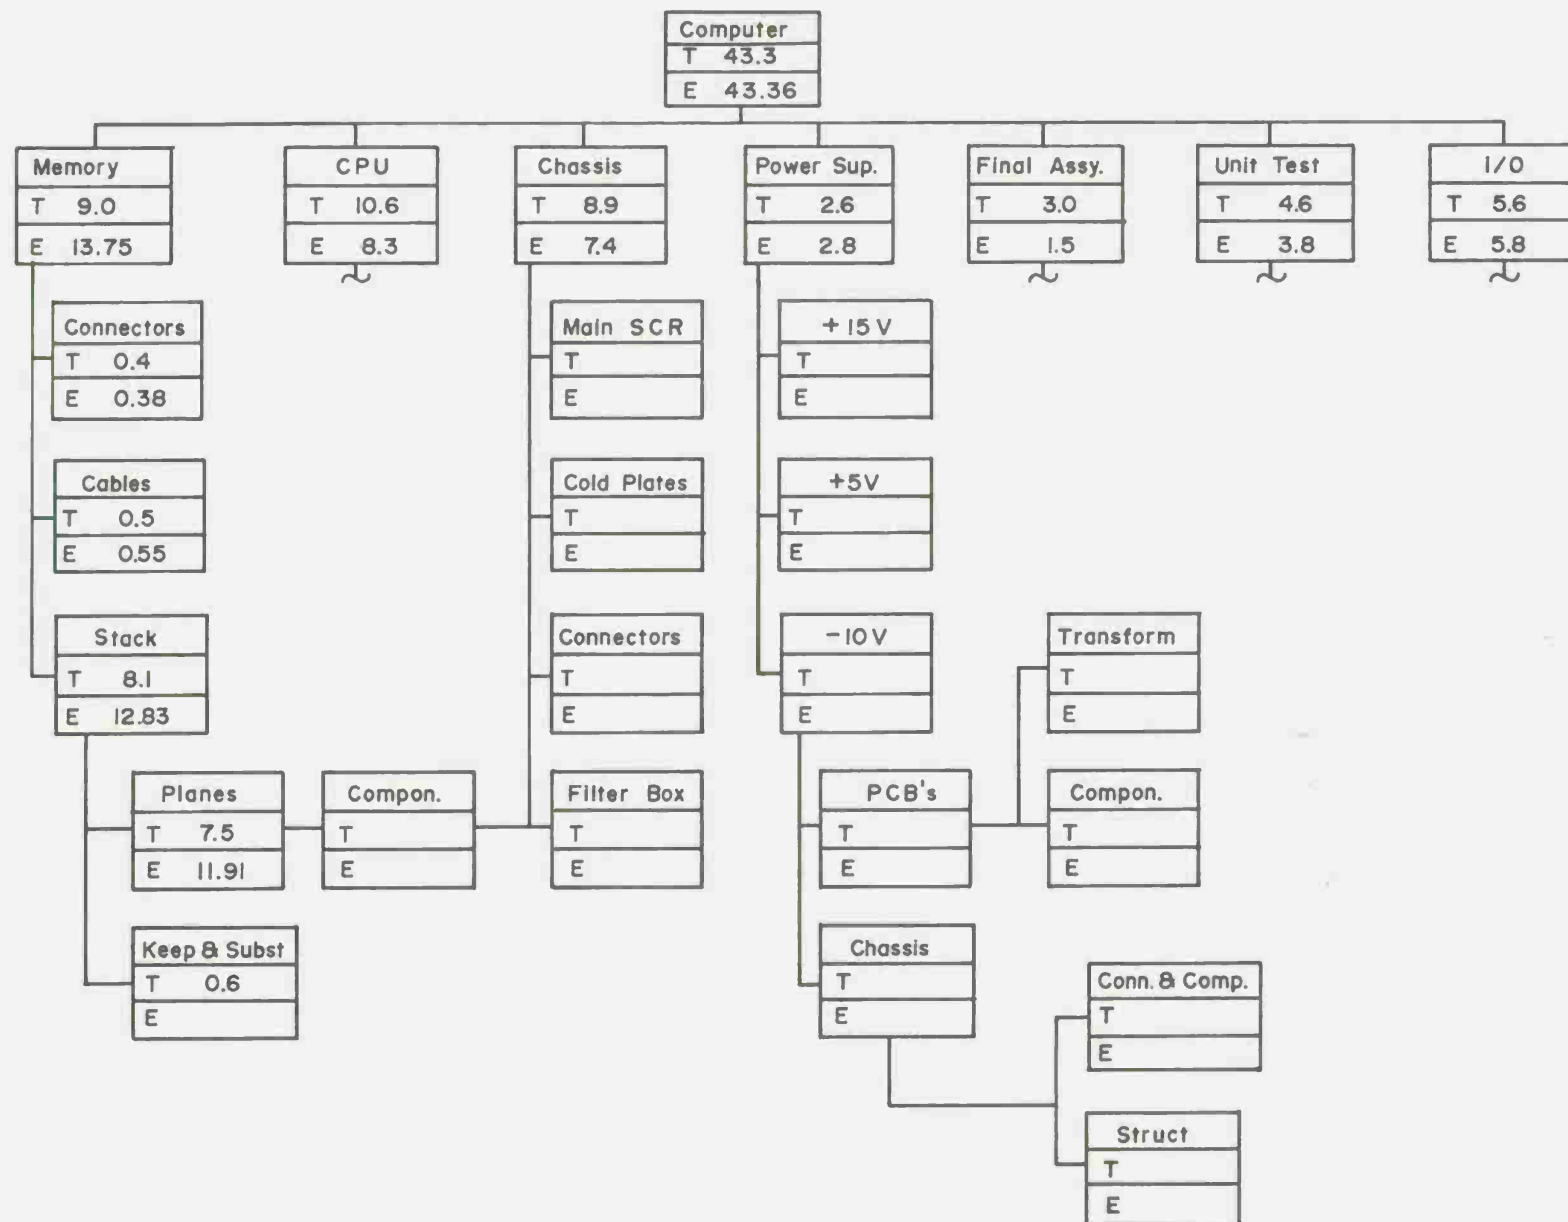 Computer
T 43.3
E 43.36
Memory
T 9.0
E 13.75
CPU
T 10.6
E 8.3
Chassis
T 8.9
E 7.4
Power Sup.
T 2.6
E 2.8
Final Assy.
T 3.0
E 1.5
Unit Test
T 4.6
E 3.8
I/O
T 5.6
E 5.8
Connectors
T 0.4
E 0.38
Cables
T 0.5
E 0.55
Stack
T 8.1
E 12.83
Planes
T 7.5
E 11.91
Keep & Subst
T 0.6
E
Compon.
T
E
Main SCR
T
E
Cold Plates
T
E
Connectors
T
E
Filter Box
T
E
+15V
T
E
+5V
T
E
-10V
T
E
PCB's
T
E
Chassis
T
E
Transform
T
E
Compon.
T
E
Conn. & Comp.
T
E
Struct
T
E